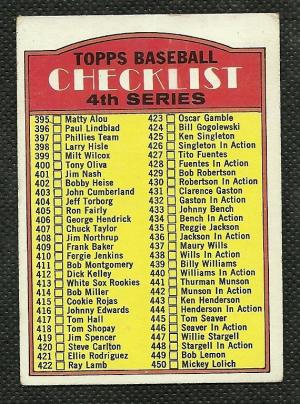 TOPPS BASEBALL
CHECKLIST
4th SERIES
395 Matty Alou
396 Paul Lindblad
397 Phillies Team
398 Larry Hisle
399 Milt Wilcox
400 Tony Oliva
401 Jim Nash
402 Bobby Heise
403 John Cumberland
404 Jeff Torborg
405 Ron Fairly
406 George Hendrick
407 Chuck Taylor
408 Jim Northrup
409 Frank Baker
410 Fergie Jenkins
411 Bob Montgomery
412 Dick Kelley
413 White Sox Rookies
414 Bob Miller
415 Cookie Rojas
416 Johnny Edwards
417 Tom Hall
418 Tom Shopay
419 Jim Spencer
420 Steve Carlton
421 Ellie Rodriguez
422 Ray Lamb
423 Oscar Gamble
424 Bill Gogolewski
425 Ken Singleton
426 Singleton In Action
427 Tito Fuentes
428 Fuentes In Action
429 Bob Robertson
430 Robertson In Action
431 Clarence Gaston
432 Gaston In Action
433 Johnny Bench
434 Bench In Action
435 Reggie Jackson
436 Jackson In Action
437 Maury Wills
438 Wills In Action
439 Billy Williams
440 Williams In Action
441 Thurman Munson
442 Munson In Action
443 Ken Henderson
444 Henderson In Action
445 Tom Seaver
446 Seaver In Action
447 Willie Stargell
448 Stargell In Action
449 Bob Lemon
450 Mickey Lolich